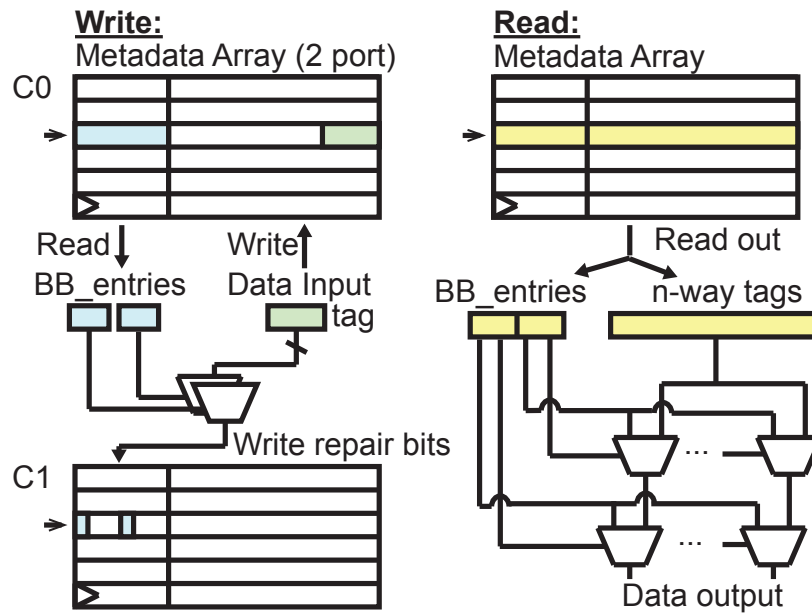 Write:
Metadata Array (2 port)
C0
Read
Write
BB_entries
Data Input
tag
Write repair bits
C1
Read:
Metadata Array
Read out
BB_entries
n-way tags
...
...
Data output